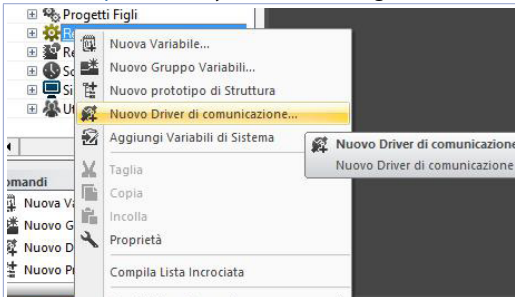 Progetti Figli
Nuova Variabile...
Nuovo Gruppo Variabili...
Nuovo prototipo di Struttura
Nuovo Driver di comunicazione...
Aggiungi Variabili di Sistema
Nuovo Driver di comunicazione
Nuovo Driver di comunicazione
Taglia
Copia
Incolla
Proprietà
Compila Lista Incrociata
omandi
Nuova Va
Nuovo G
Nuovo D
Nuovo Pr